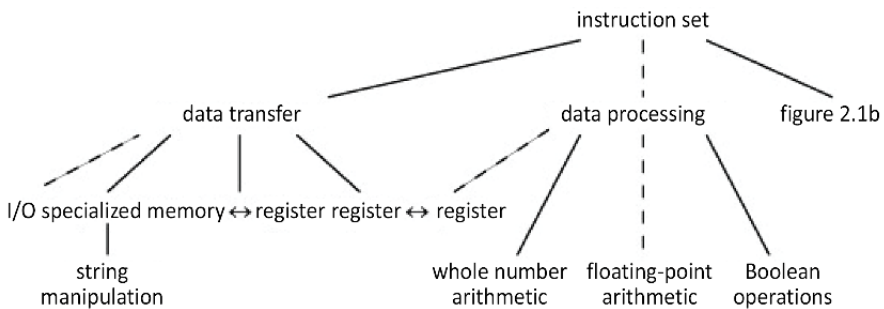 instruction set
data transfer
data processing
figure 2.1b
I/O specialized memory ↔ register register ↔ register
string
manipulation
whole number
arithmetic
floating-point
arithmetic
Boolean
operations